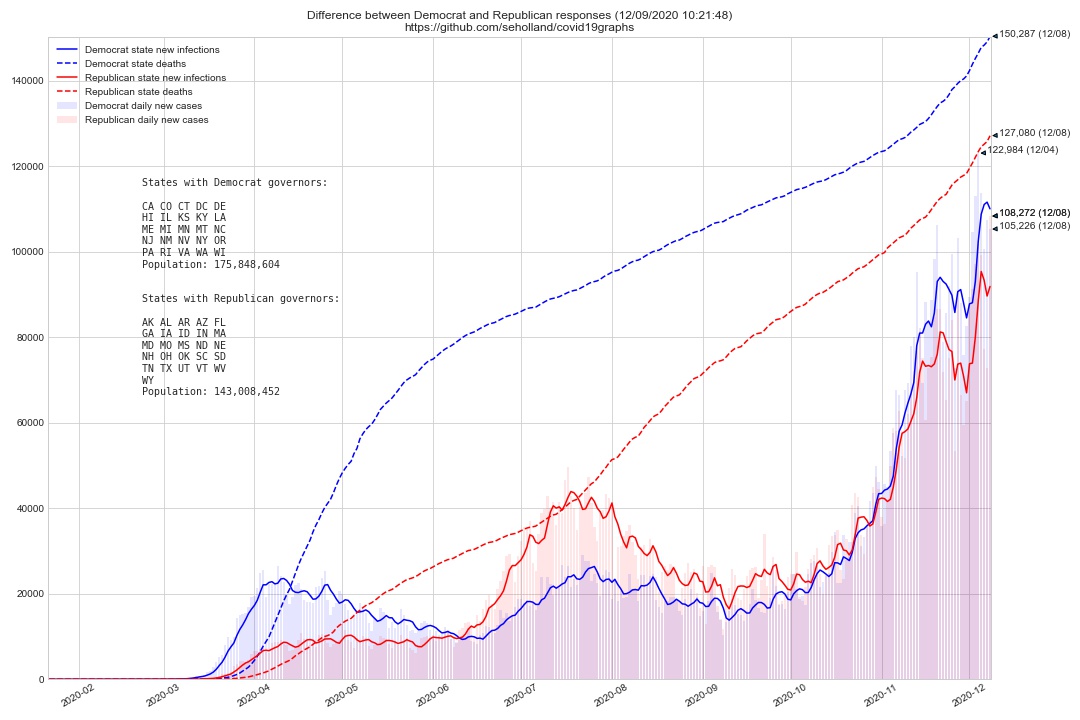 Difference between Democrat and Republican responses (12/09/2020 10:21:48)
https://github.com/seholland/covid19graphs
Democrat state new infections
Democrat state deaths
Republican state new infections
Republican state deaths
Democrat daily new cases
Republican daily new cases
150,287 (12/08)
127,080 (12/08)
122,984 (12/04)
108,272 (12/08)
105,226 (12/08)
States with Democrat governors:
CA CO CT DC DE
HI IL KS KY LA
ME MI MN MT NC
NJ NM NV NY OR
PA RI VA WA WI
Population: 175,848,604
States with Republican governors:
AK AL AR AZ FL
GA IA ID IN MA
MD MO MS ND NE
NH OH OK SC SD
TN TX UT VT WV
WY
Population: 143,008,452
140000
120000
100000
80000
60000
40000
20000
0
2020-02
2020-03
2020-04
2020-05
2020-06
2020-07
2020-08
2020-09
2020-10
2020-11
2020-12